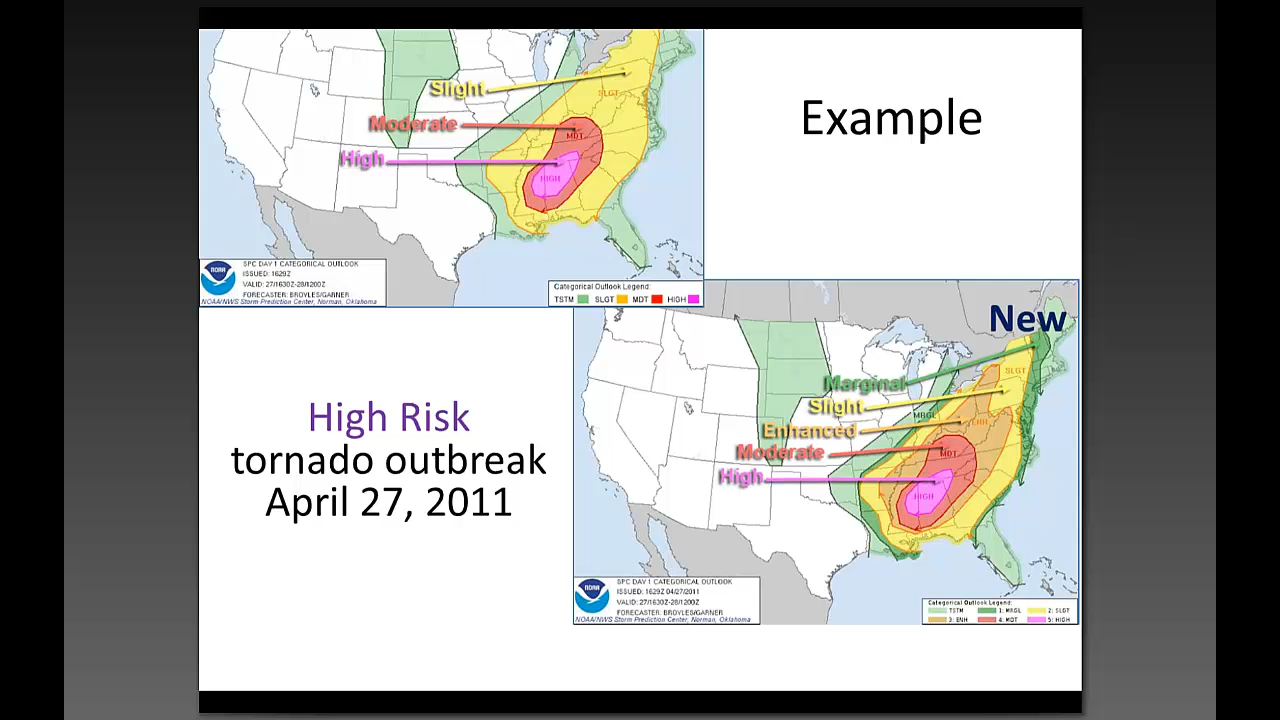 Slight
SLGT
Moderate
MDT
High
HIGH
NOAA
SPC DAY 1 CATEGORICAL OUTLOOK
ISSUED: 1629Z
VALID: 27/1630Z-28/1200Z
FORECASTER: BROYLES/GARNER
NOAA/NWS Storm Prediction Center, Norman, Oklahoma
Categorical Outlook Legend:
TSTM SLGT MDT HIGH
Example
High Risk
tornado outbreak
April 27, 2011
New
Marginal
SLGT
Slight
MRGL
ENH
Enhanced
Moderate
MDT
High
HIGH
NOAA
SPC DAY 1 CATEGORICAL OUTLOOK
ISSUED: 1629Z 04/27/2011
VALID: 27/1630Z-28/1200Z
FORECASTER: BROYLES/GARNER
NOAA/NWS Storm Prediction Center, Norman, Oklahoma
Categorical Outlook Legend:
TSTM 1: MRGL 2: SLGT
3: ENH 4: MDT 5: HIGH